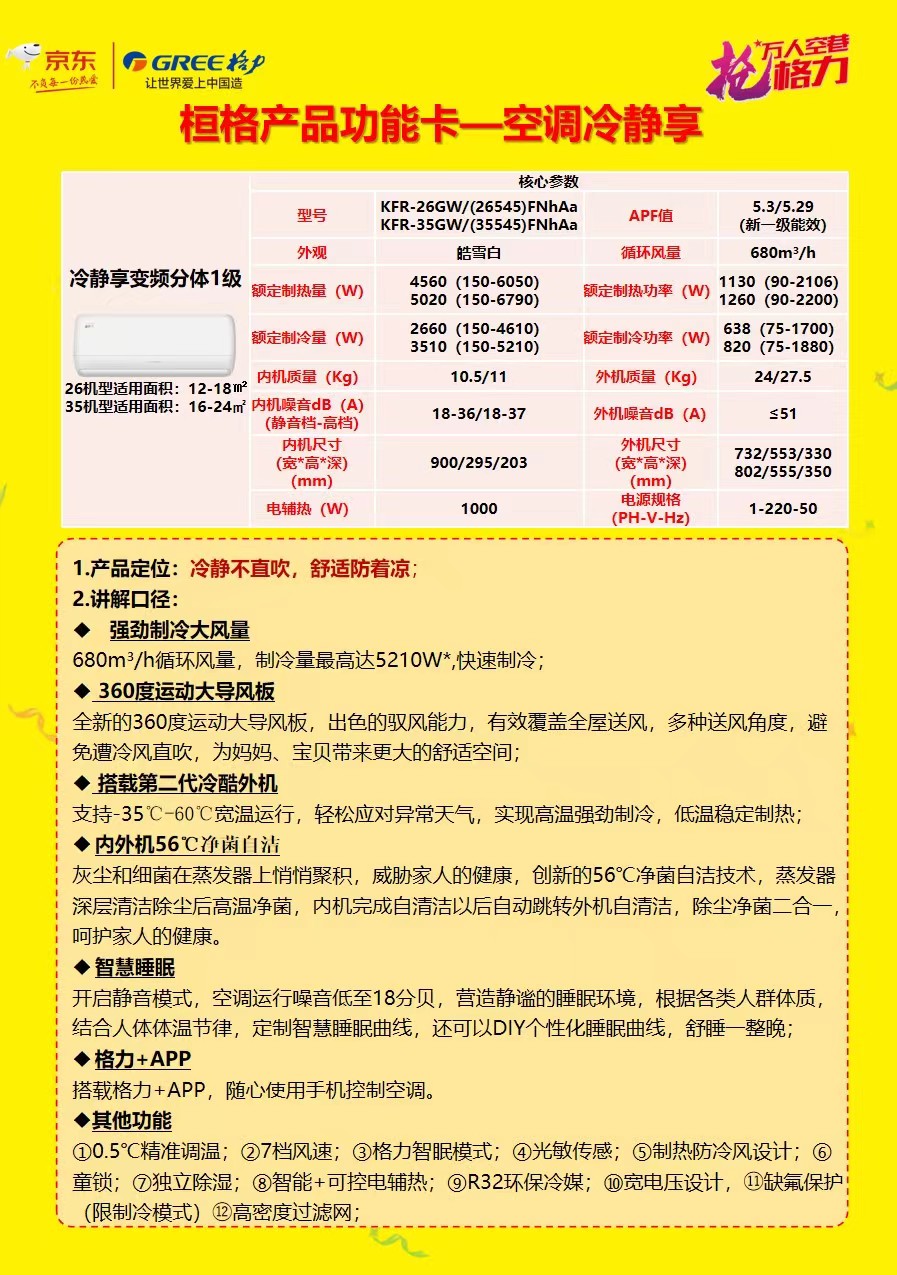 京东
不负每一份热爱
GREE格力
让世界爱上中国造
抢
万人空巷
格力
桓格产品功能卡—空调冷静享
核心参数
冷静享变频分体1级
26机型适用面积：12-18㎡
35机型适用面积：16-24㎡
型号
KFR-26GW/(26545)FNhAa
KFR-35GW/(35545)FNhAa
APF值
5.3/5.29
(新一级能效)
外观
皓雪白
循环风量
680m³/h
额定制热量（W）
4560（150-6050）
5020（150-6790）
额定制热功率（W）
1130（90-2106）
1260（90-2200）
额定制冷量（W）
2660（150-4610）
3510（150-5210）
额定制冷功率（W）
638（75-1700）
820（75-1880）
内机质量（Kg）
10.5/11
外机质量（Kg）
24/27.5
内机噪音dB（A）
(静音档-高档)
18-36/18-37
外机噪音dB（A）
≤51
内机尺寸
(宽*高*深)
(mm)
900/295/203
外机尺寸
(宽*高*深)
(mm)
732/553/330
802/555/350
电辅热（W）
1000
电源规格
(PH-V-Hz)
1-220-50
1.产品定位：冷静不直吹，舒适防着凉；
2.讲解口径：
◆ 强劲制冷大风量
680m³/h循环风量，制冷量最高达5210W*,快速制冷；
◆ 360度运动大导风板
全新的360度运动大导风板，出色的驭风能力，有效覆盖全屋送风，多种送风角度，避
免遭冷风直吹，为妈妈、宝贝带来更大的舒适空间；
◆ 搭载第二代冷酷外机
支持-35℃-60℃宽温运行，轻松应对异常天气，实现高温强劲制冷，低温稳定制热；
◆ 内外机56℃净菌自洁
灰尘和细菌在蒸发器上悄悄聚积，威胁家人的健康，创新的56℃净菌自洁技术，蒸发器
深层清洁除尘后高温净菌，内机完成自清洁以后自动跳转外机自清洁，除尘净菌二合一，
呵护家人的健康。
◆ 智慧睡眠
开启静音模式，空调运行噪音低至18分贝，营造静谧的睡眠环境，根据各类人群体质，
结合人体体温节律，定制智慧睡眠曲线，还可以DIY个性化睡眠曲线，舒睡一整晚；
◆ 格力+APP
搭载格力+APP，随心使用手机控制空调。
◆其他功能
①0.5℃精准调温；②7档风速；③格力智眠模式；④光敏传感；⑤制热防冷风设计；⑥
童锁；⑦独立除湿；⑧智能+可控电辅热；⑨R32环保冷媒；⑩宽电压设计，⑪缺氟保护
（限制冷模式）⑫高密度过滤网；